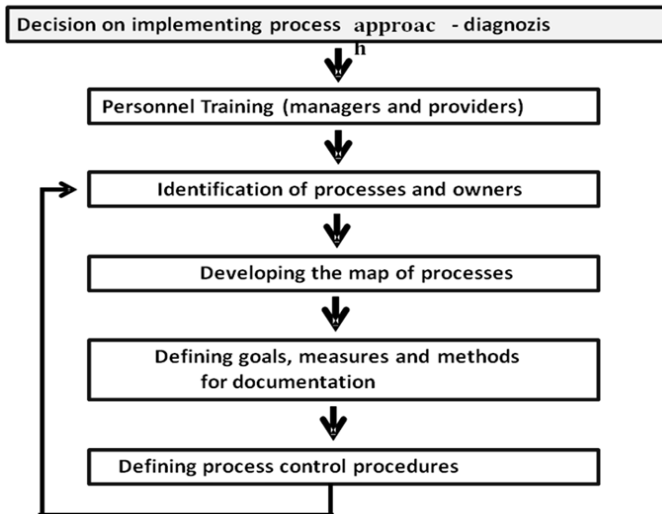 Decision on implementing process approac - diagnozis
h
Personnel Training (managers and providers)
Identification of processes and owners
Developing the map of processes
Defining goals, measures and methods
for documentation
Defining process control procedures